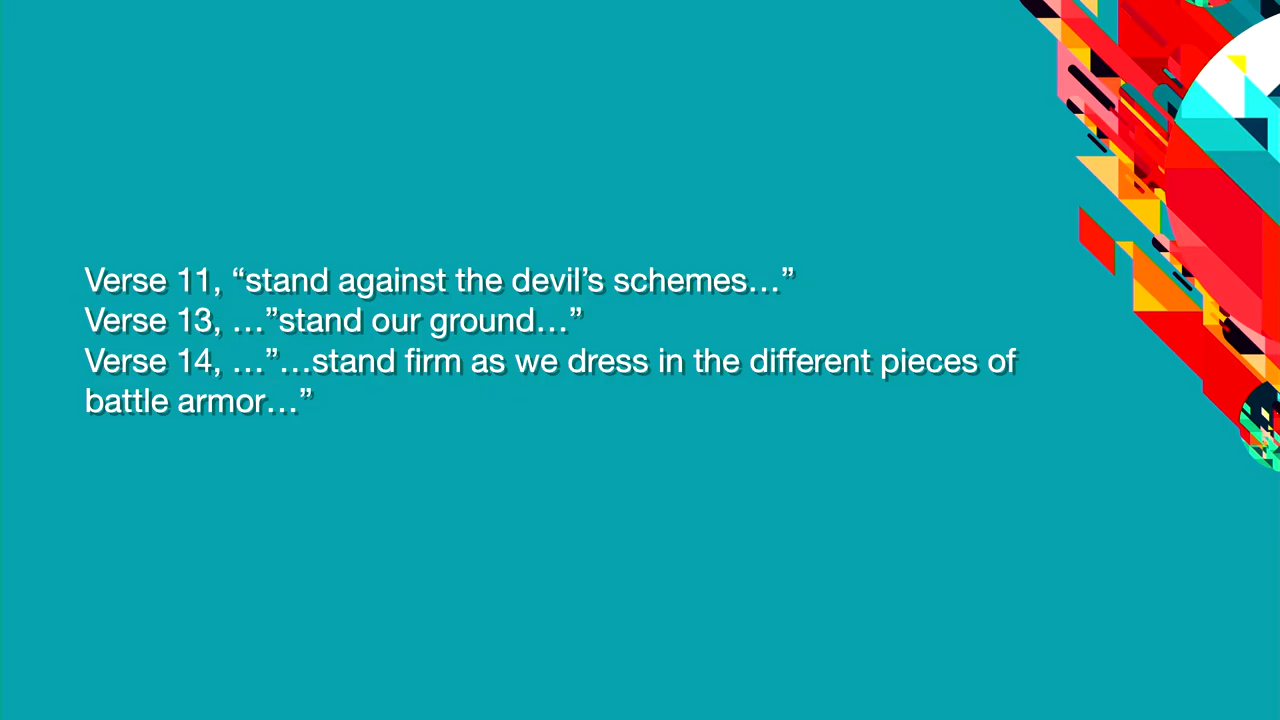 Verse 11, “stand against the devil’s schemes…”
Verse 13, …”stand our ground…”
Verse 14, …”…stand firm as we dress in the different pieces of
battle armor…”